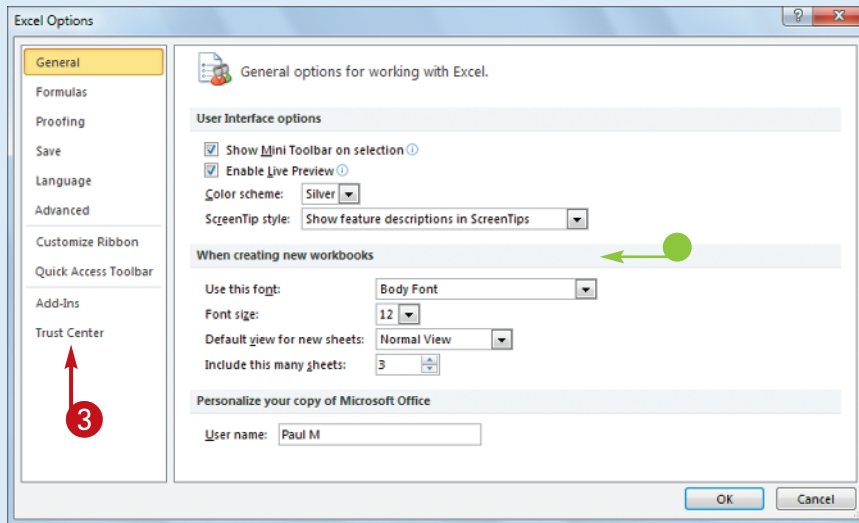 Excel Options
General
Formulas
Proofing
Save
Language
Advanced
Customize Ribbon
Quick Access Toolbar
Add-Ins
Trust Center
3
General options for working with Excel.
User Interface options
Show Mini Toolbar on selection
Enable Live Preview
Color scheme: Silver
ScreenTip style: Show feature descriptions in ScreenTips
When creating new workbooks
Use this font: Body Font
Font size: 12
Default view for new sheets: Normal View
Include this many sheets: 3
Personalize your copy of Microsoft Office
User name: Paul M
OK Cancel